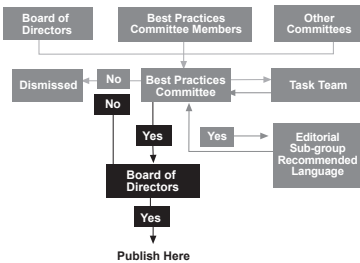 Board of
Directors
Best Practices
Committee Members
Other
Committees
Dismissed
No
Best Practices
Committee
Task Team
No
Yes
Yes
Editorial
Sub-group
Recommended
Language
Board of
Directors
Yes
Publish Here